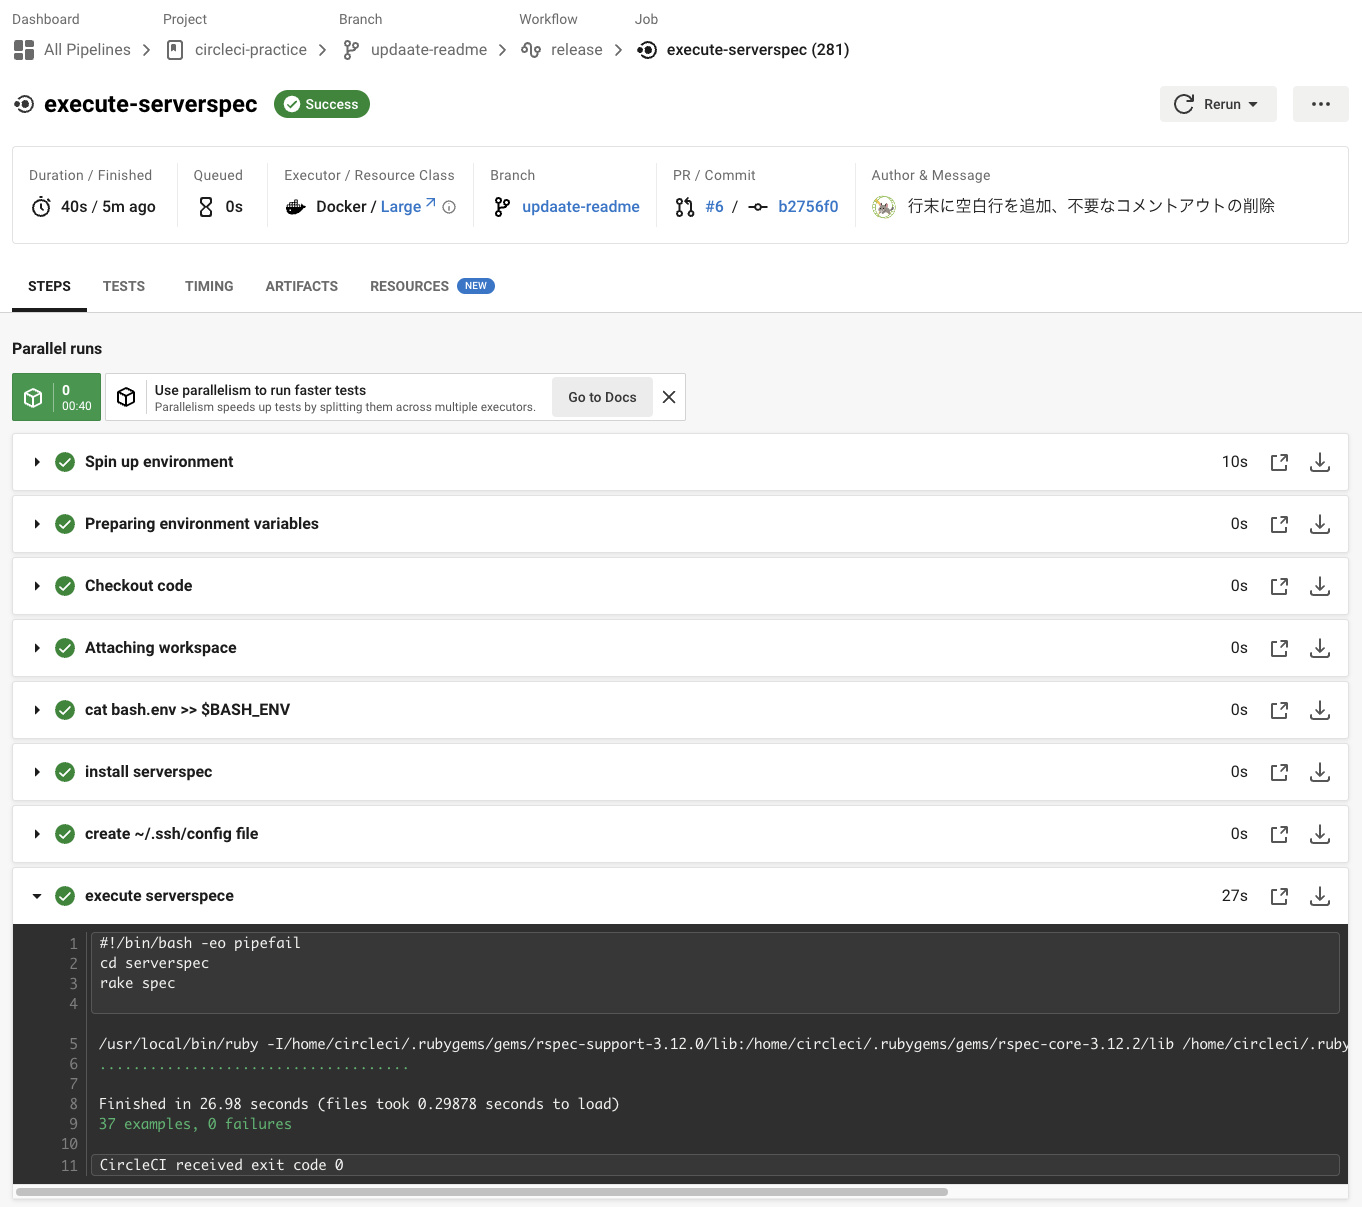 Dashboard Project Branch Workflow Job
All Pipelines circleci-practice updaate-readme release execute-serverspec (281)
execute-serverspec Success Rerun
Duration / Finished Queued Executor / Resource Class Branch PR / Commit Author & Message
40s / 5m ago 0s Docker / Large updaate-readme #6 / b2756f0 行末に空白行を追加、不要なコメントアウトの削除
STEPS TESTS TIMING ARTIFACTS RESOURCES NEW
Parallel runs
0
00:40
Use parallelism to run faster tests
Parallelism speeds up tests by splitting them across multiple executors.
Go to Docs
Spin up environment 10s
Preparing environment variables 0s
Checkout code 0s
Attaching workspace 0s
cat bash.env >> $BASH_ENV 0s
install serverspec 0s
create ~/.ssh/config file 0s
execute serverspece 27s
1 #!/bin/bash -eo pipefail
2 cd serverspec
3 rake spec
4
5 /usr/local/bin/ruby -I/home/circleci/.rubygems/gems/rspec-support-3.12.0/lib:/home/circleci/.rubygems/gems/rspec-core-3.12.2/lib /home/circleci/.ruby
6 .....................................
7
8 Finished in 26.98 seconds (files took 0.29878 seconds to load)
9 37 examples, 0 failures
10
11 CircleCI received exit code 0